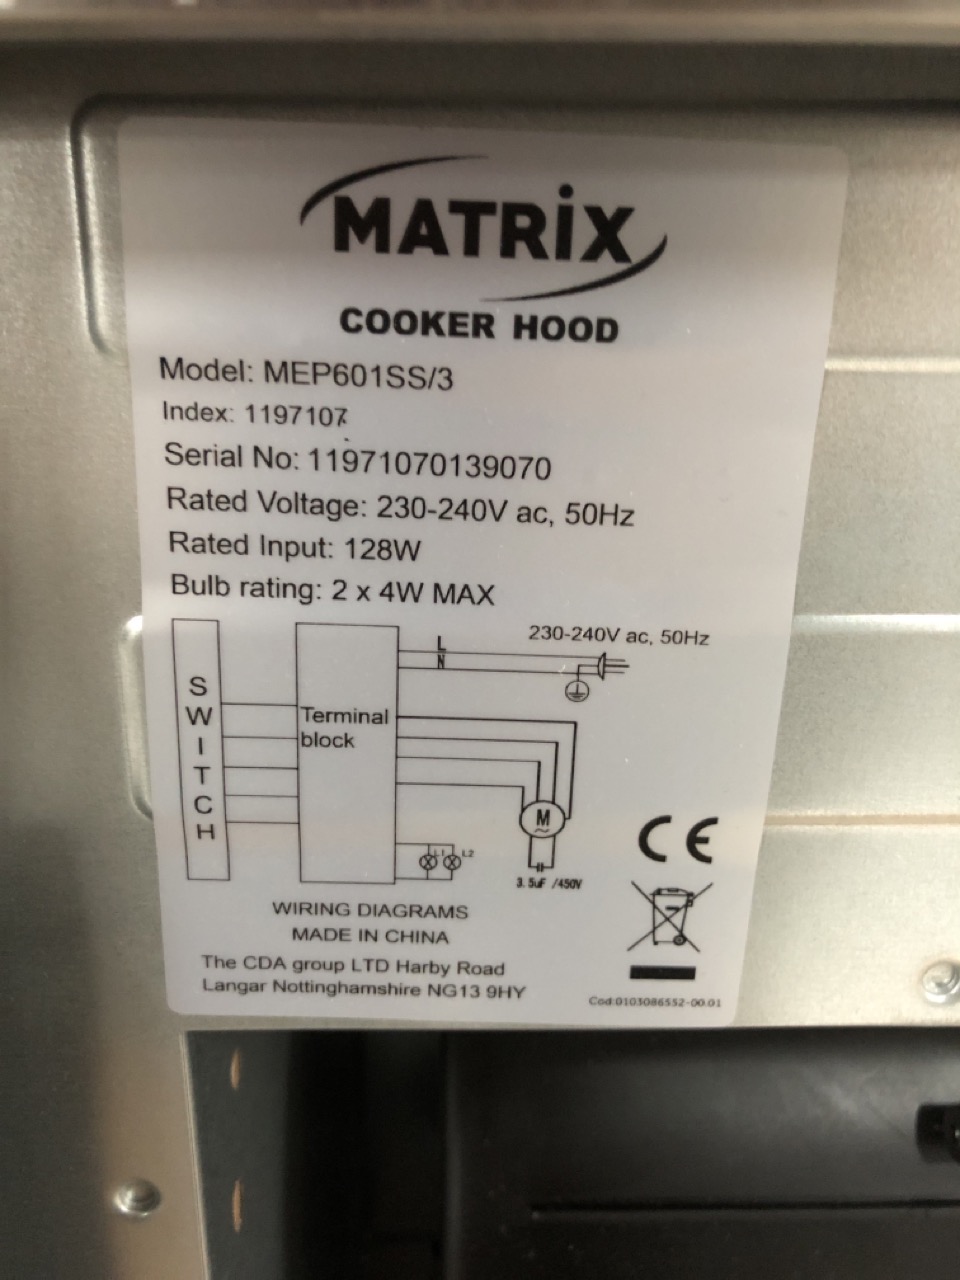 MATRİX
COOKER HOOD
Model: MEP601SS/3
Index: 1197107
Serial No: 11971070139070
Rated Voltage: 230-240V ac, 50Hz
Rated Input: 128W
Bulb rating: 2 x 4W MAX
230-240V ac, 50Hz
L
N
SWITCH
Terminal
block
M
L1 L2
3.5uF /450V
CE
WIRING DIAGRAMS
MADE IN CHINA
The CDA group LTD Harby Road
Langar Nottinghamshire NG13 9HY
Cod:0103086552-00.01